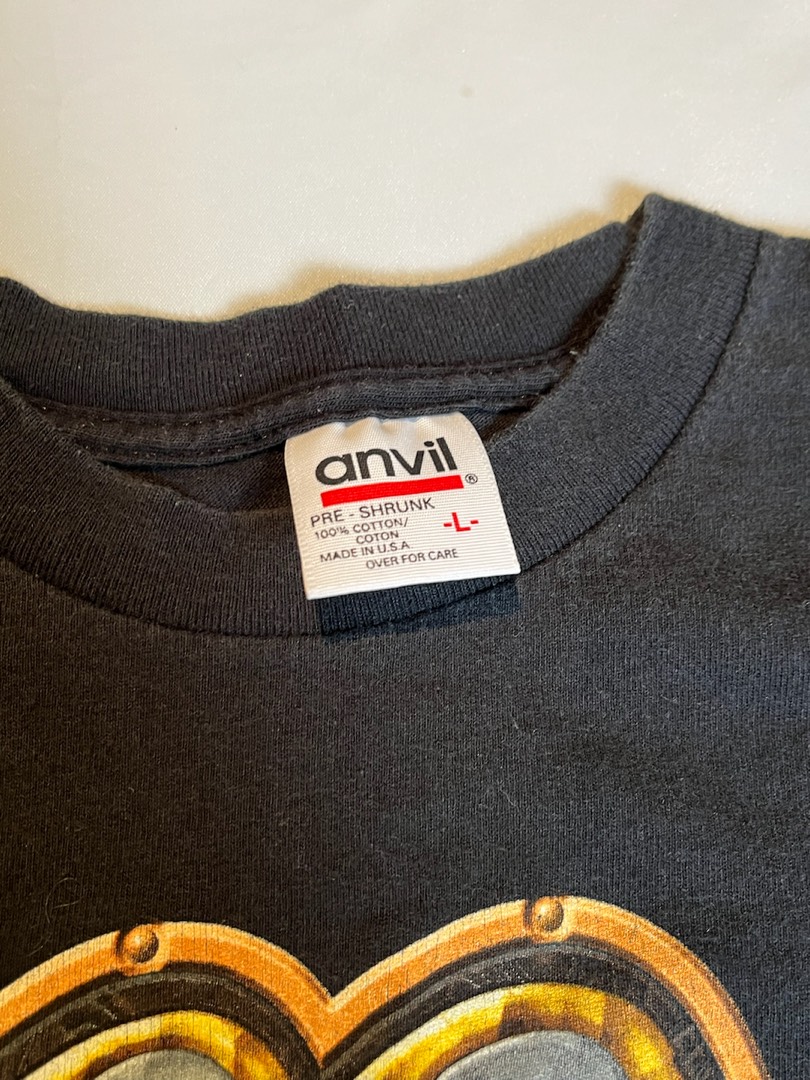 anvil®
PRE - SHRUNK
100% COTTON/
COTON
-L-
MADE IN U.S.A
OVER FOR CARE